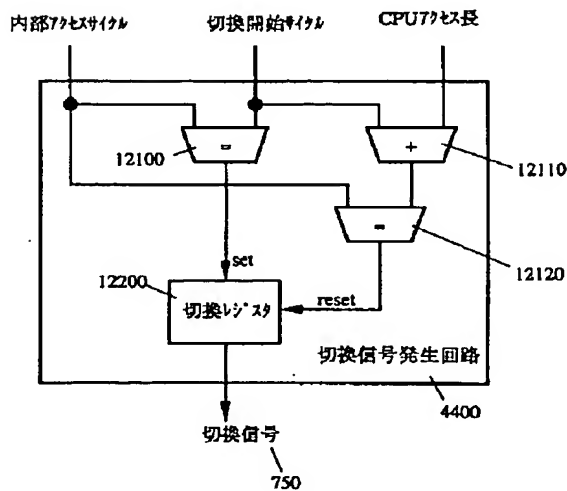 内部アクセスサイクル
切換開始サイクル
CPUアクセス長
12100
=
+
12110
=
12120
set
12200
切換レジスタ
reset
切換信号発生回路
4400
切換信号
750